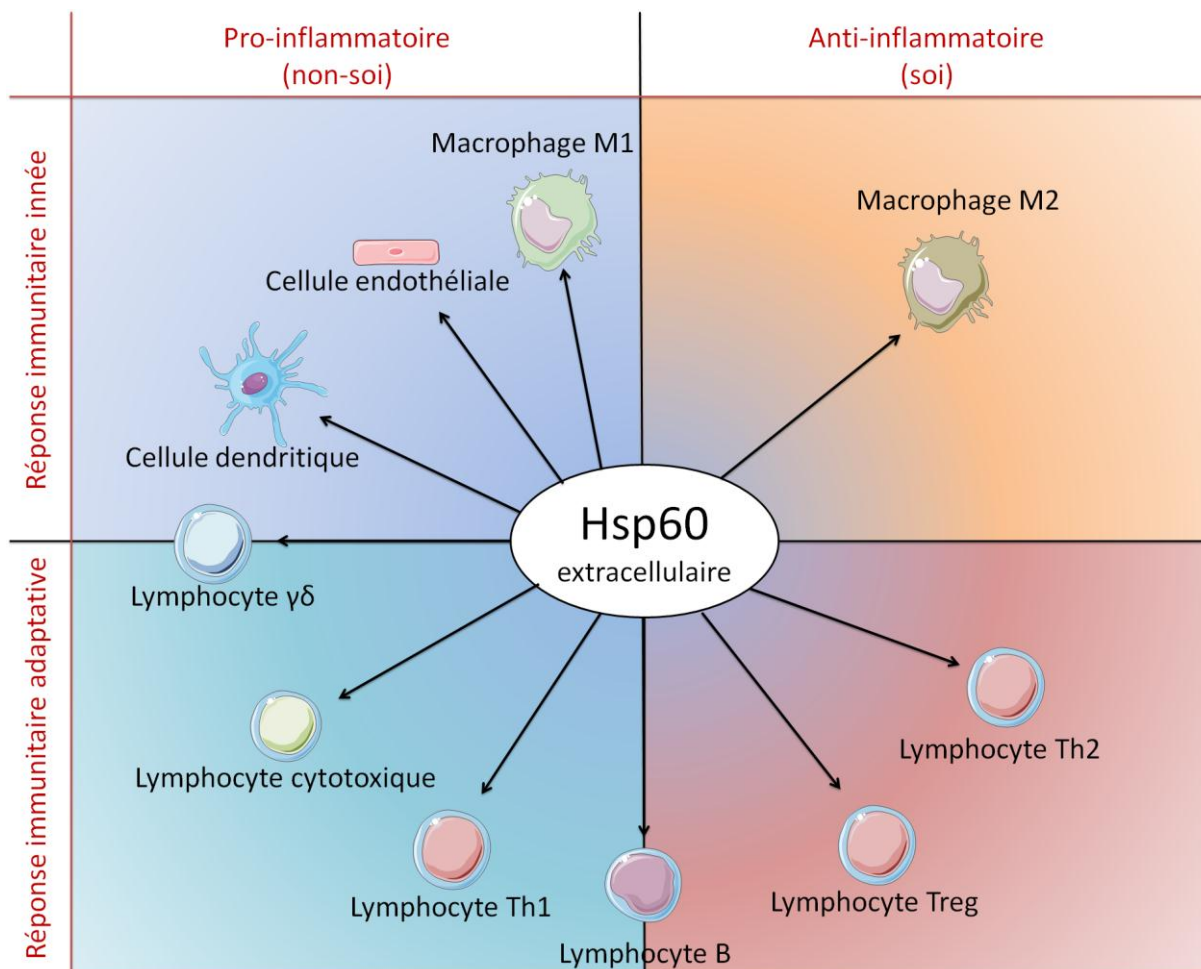 Pro-inflammatoire
(non-soi)
Anti-inflammatoire
(soi)
Réponse immunitaire innée
Macrophage M1
Macrophage M2
Cellule endothéliale
Cellule dendritique
Hsp60
extracellulaire
Réponse immunitaire adaptative
Lymphocyte γδ
Lymphocyte cytotoxique
Lymphocyte Th2
Lymphocyte Th1
Lymphocyte Treg
Lymphocyte B